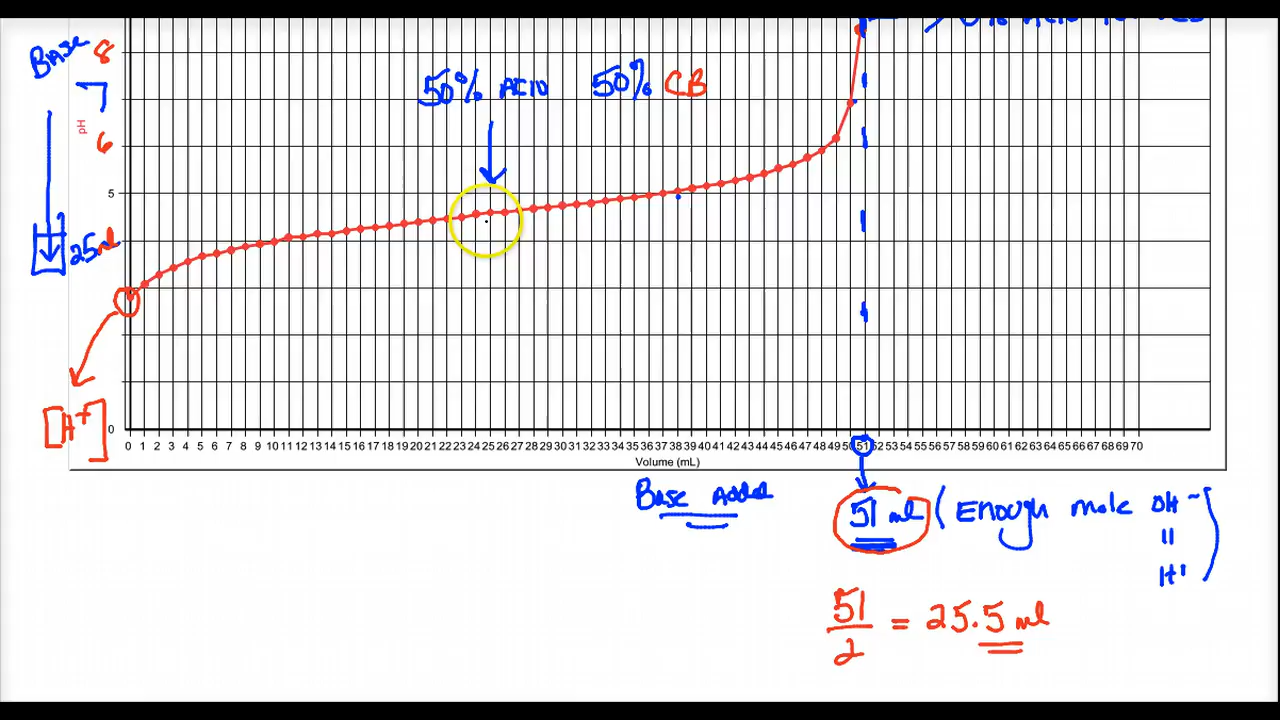 BASE 8
7
pH
6
50% ACID 50% CB
5
25ml
[H+]
0
0 1 2 3 4 5 6 7 8 9 10 11 12 13 14 15 16 17 18 19 20 21 22 23 24 25 26 27 28 29 30 31 32 33 34 35 36 37 38 39 40 41 42 43 44 45 46 47 48 49 50 51 52 53 54 55 56 57 58 59 60 61 62 63 64 65 66 67 68 69 70
Volume (mL)
Base Added
51 ml (Enough mole OH-
"
H+)
51/2 = 25.5 ml